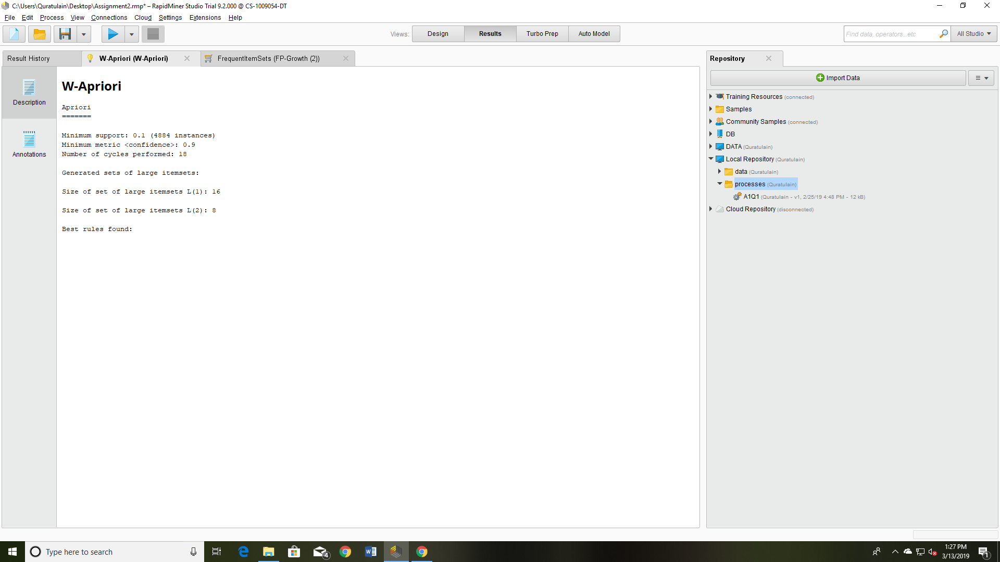 C:\Users\Quratulain\Desktop\Assignment2.rmp* – RapidMiner Studio Trial 9.2.000 @ CS-1009054-DT
File Edit Process View Connections Cloud Settings Extensions Help
Views: Design Results Turbo Prep Auto Model
Find data, operators...etc
All Studio
Result History
W-Apriori (W-Apriori)
FrequentItemSets (FP-Growth (2))
Description
Annotations
W-Apriori
Apriori
=======
Minimum support: 0.1 (4884 instances)
Minimum metric <confidence>: 0.9
Number of cycles performed: 18
Generated sets of large itemsets:
Size of set of large itemsets L(1): 16
Size of set of large itemsets L(2): 8
Best rules found:
Repository
Import Data
Training Resources (connected)
Samples
Community Samples (connected)
DB
DATA (Quratulain)
Local Repository (Quratulain)
data (Quratulain)
processes (Quratulain)
A1Q1 (Quratulain - v1, 2/25/19 4:48 PM - 12 kB)
Cloud Repository (disconnected)
Type here to search
4
1:27 PM
3/13/2019
1